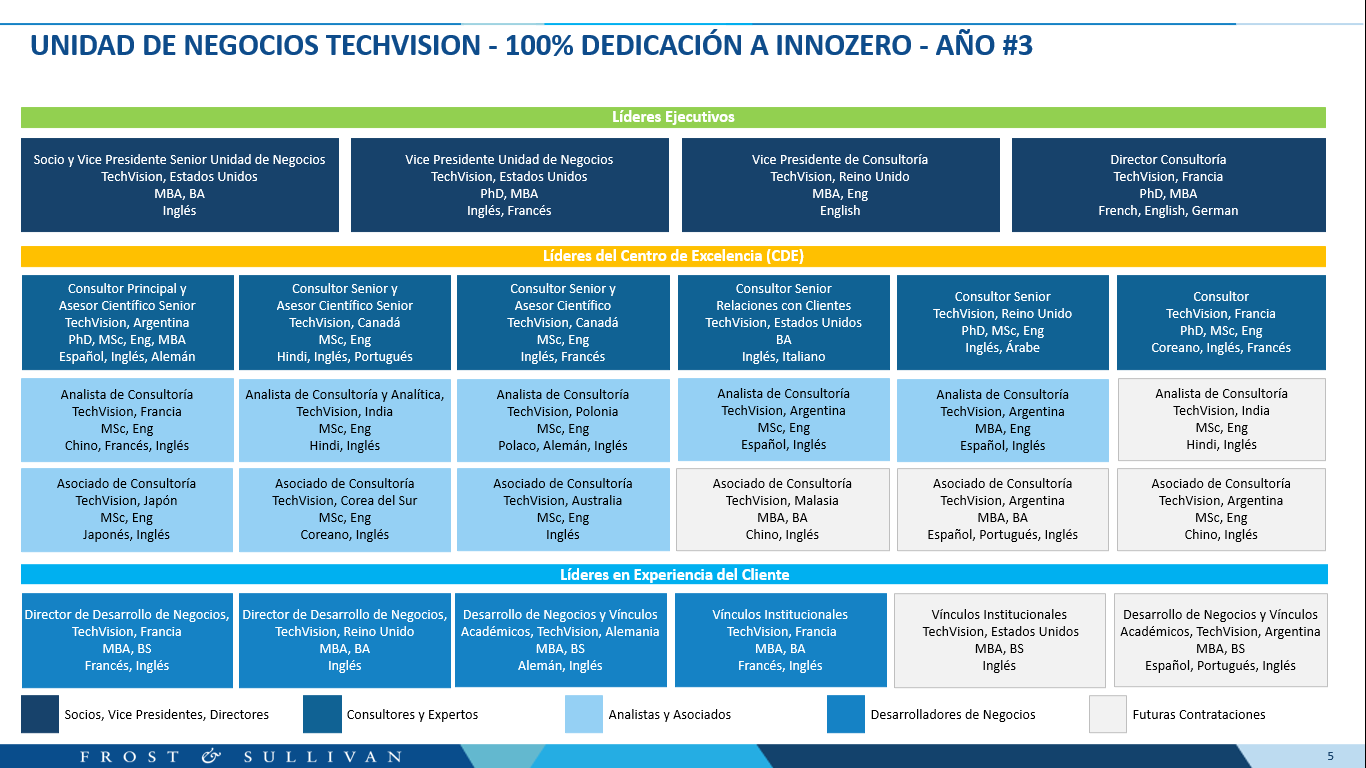 UNIDAD DE NEGOCIOS TECHVISION - 100% DEDICACIÓN A INNOZERO - AÑO #3
Líderes Ejecutivos
Socio y Vice Presidente Senior Unidad de Negocios
TechVision, Estados Unidos
MBA, BA
Inglés
Vice Presidente Unidad de Negocios
TechVision, Estados Unidos
PhD, MBA
Inglés, Francés
Vice Presidente de Consultoría
TechVision, Reino Unido
MBA, Eng
English
Director Consultoría
TechVision, Francia
PhD, MBA
French, English, German
Líderes del Centro de Excelencia (CDE)
Consultor Principal y
Asesor Científico Senior
TechVision, Argentina
PhD, MSc, Eng, MBA
Español, Inglés, Alemán
Consultor Senior y
Asesor Científico Senior
TechVision, Canadá
MSc, Eng
Hindi, Inglés, Portugués
Consultor Senior y
Asesor Científico
TechVision, Canadá
MSc, Eng
Inglés, Francés
Consultor Senior
Relaciones con Clientes
TechVision, Estados Unidos
BA
Inglés, Italiano
Consultor Senior
TechVision, Reino Unido
PhD, MSc, Eng
Inglés, Árabe
Consultor
TechVision, Francia
PhD, MSc, Eng
Coreano, Inglés, Francés
Analista de Consultoría
TechVision, Francia
MSc, Eng
Chino, Francés, Inglés
Analista de Consultoría y Analítica,
TechVision, India
MSc, Eng
Hindi, Inglés
Analista de Consultoría
TechVision, Polonia
MSc, Eng
Polaco, Alemán, Inglés
Analista de Consultoría
TechVision, Argentina
MSc, Eng
Español, Inglés
Analista de Consultoría
TechVision, Argentina
MBA, Eng
Español, Inglés
Analista de Consultoría
TechVision, India
MSc, Eng
Hindi, Inglés
Asociado de Consultoría
TechVision, Japón
MSc, Eng
Japonés, Inglés
Asociado de Consultoría
TechVision, Corea del Sur
MSc, Eng
Coreano, Inglés
Asociado de Consultoría
TechVision, Australia
MSc, Eng
Inglés
Asociado de Consultoría
TechVision, Malasia
MBA, BA
Chino, Inglés
Asociado de Consultoría
TechVision, Argentina
MBA, BA
Español, Portugués, Inglés
Asociado de Consultoría
TechVision, Argentina
MSc, Eng
Chino, Inglés
Líderes en Experiencia del Cliente
Director de Desarrollo de Negocios,
TechVision, Francia
MBA, BS
Francés, Inglés
Director de Desarrollo de Negocios,
TechVision, Reino Unido
MBA, BA
Inglés
Desarrollo de Negocios y Vínculos
Académicos, TechVision, Alemania
MBA, BS
Alemán, Inglés
Vínculos Institucionales
TechVision, Francia
MBA, BA
Francés, Inglés
Vínculos Institucionales
TechVision, Estados Unidos
MBA, BS
Inglés
Desarrollo de Negocios y Vínculos
Académicos, TechVision, Argentina
MBA, BS
Español, Portugués, Inglés
Socios, Vice Presidentes, Directores
Consultores y Expertos
Analistas y Asociados
Desarrolladores de Negocios
Futuras Contrataciones
FROST & SULLIVAN
5